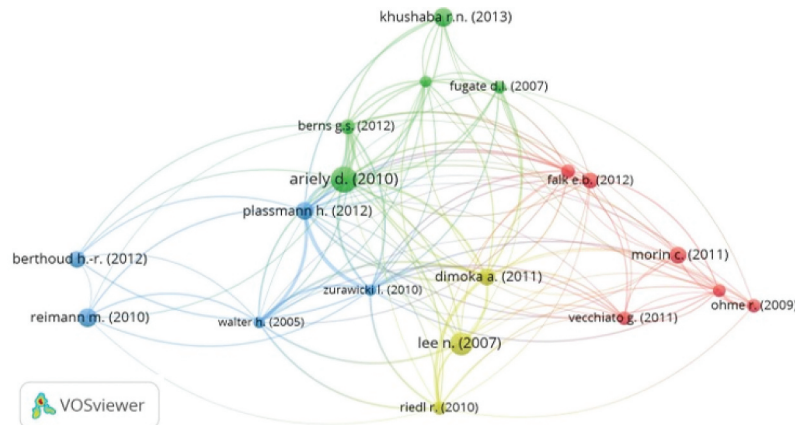 khushaba r.n. (2013)
fugate d.l. (2007)
berns g.s. (2012)
ariely d. (2010)
falk e.b. (2012)
plassmann h. (2012)
berthoud h.-r. (2012)
morin c. (2011)
dimoka a. (2011)
zurawicki l. (2010)
ohme r. (2009)
reimann m. (2010)
walter h. (2005)
vecchiato g. (2011)
lee n. (2007)
riedl r. (2010)
VOSviewer